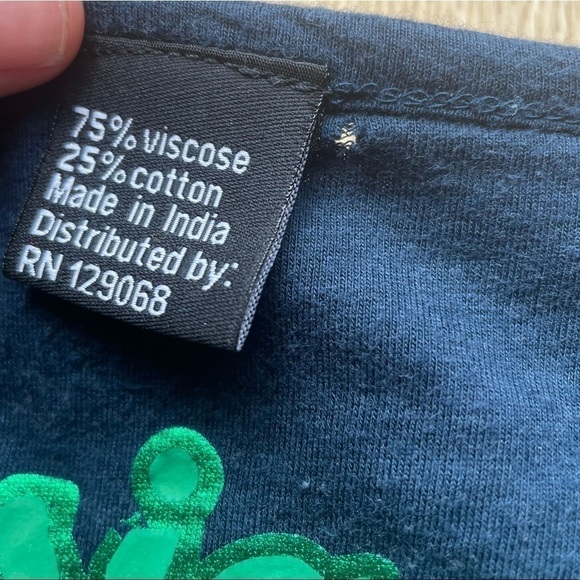 75% viscose
25% cotton
Made in India
Distributed by:
RN 129068